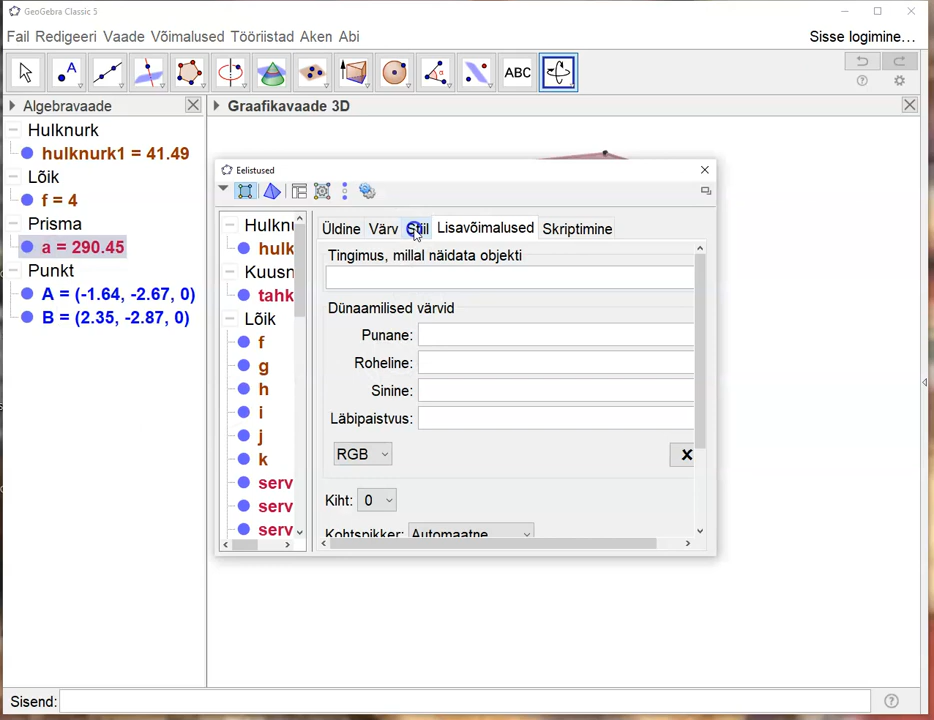 GeoGebra Classic 5
Fail Redigeeri Vaade Võimalused Tööriistad Aken Abi
Sisse logimine...
A
ABC
Algebravaade
Graafikavaade 3D
Hulknurk
hulknurk1 = 41.49
Lõik
f = 4
Prisma
a = 290.45
Punkt
A = (-1.64, -2.67, 0)
B = (2.35, -2.87, 0)
Eelistused
Hulknu
hulk
Kuusn
tahk
Lõik
f
g
h
i
j
k
serv
serv
serv
Üldine Värv Stiil Lisavõimalused Skriptimine
Tingimus, millal näidata objekti
Dünaamilised värvid
Punane:
Roheline:
Sinine:
Läbipaistvus:
RGB
Kiht: 0
Kohtspikker: Automaatne
Sisend: